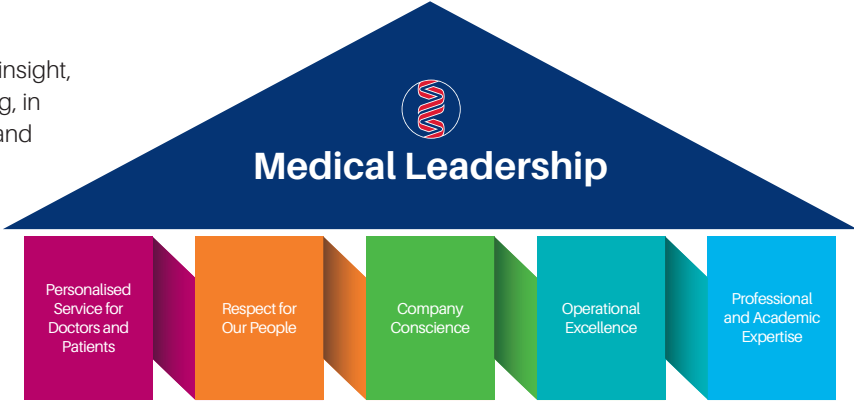 insight,
g, in
and
Medical Leadership
Personalised
Service for
Doctors and
Patients
Respect for
Our People
Company
Conscience
Operational
Excellence
Professional
and Academic
Expertise